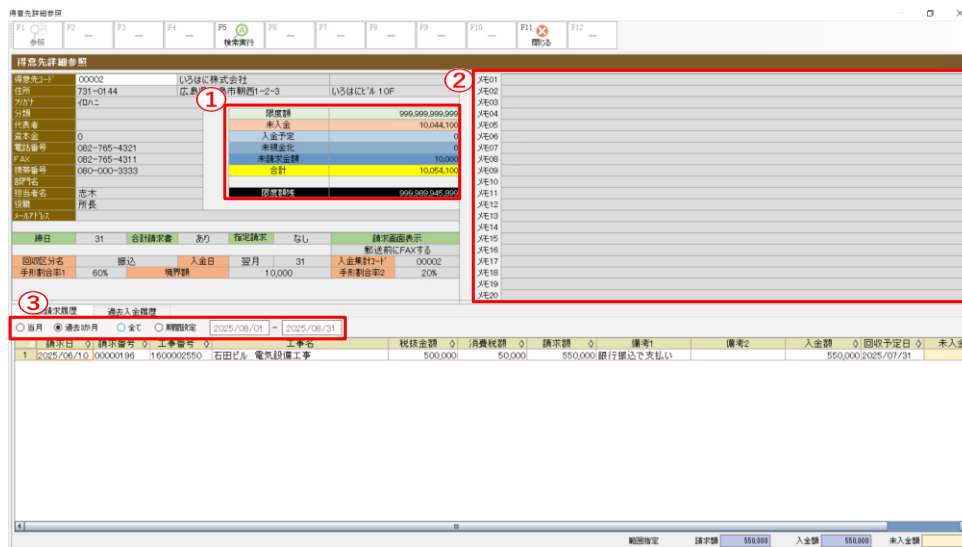 得意先詳細参照
F1 F2 F3 F4 F5 F6 F7 F8 F9 F10 F11 F12
参照 検索実行 閉じる
得意先詳細参照
得意先コード 00002 いろはに株式会社
住所 731-0144 広島 市朝西1-2-3 いろはにビル 10F
フリガナ イロハニ
分類
代表者
資本金 0
電話番号 082-765-4321
FAX 082-765-4311
携帯番号 080-000-3333
部門名
担当者名 志木
役職 所長
メールアドレス
①
限度額 999,999,999,999
未入金 10,044,100
入金予定 0
未現金化 0
未請求金額 10,000
合計 10,054,100
限度額残 999,989,945,899
②
メモ01
メモ02
メモ03
メモ04
メモ05
メモ06
メモ07
メモ08
メモ09
メモ10
メモ11
メモ12
メモ13
メモ14
メモ15
メモ16
メモ17
メモ18
メモ19
メモ20
締日 31 合計請求書 あり 指定請求 なし 請求画面表示
郵送前にFAXする
回収区分名 振込 入金日 翌月 31 入金集計コード 00002
手形割合率1 60% 境界額 10,000 手形割合率2 20%
③
請求履歴 過去入金履歴
当月 過去3か月 全て 期間設定 2025/08/01 ~ 2025/08/31
請求日 請求番号 工事番号 工事名 税抜金額 消費税額 請求額 備考1 備考2 入金額 回収予定日 未入金
1 2025/06/10 00000196 1600002550 石田ビル 電気設備工事 500,000 50,000 550,000 銀行振込で支払い 550,000 2025/07/31
範囲指定 請求額 550,000 入金額 550,000 未入金額